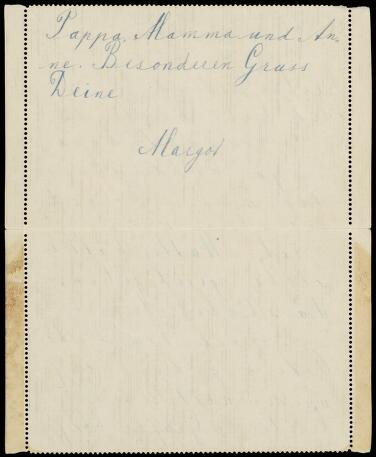 Pappa, Mamma und An-
ne. Besonderen Gruss
Deine
Margot